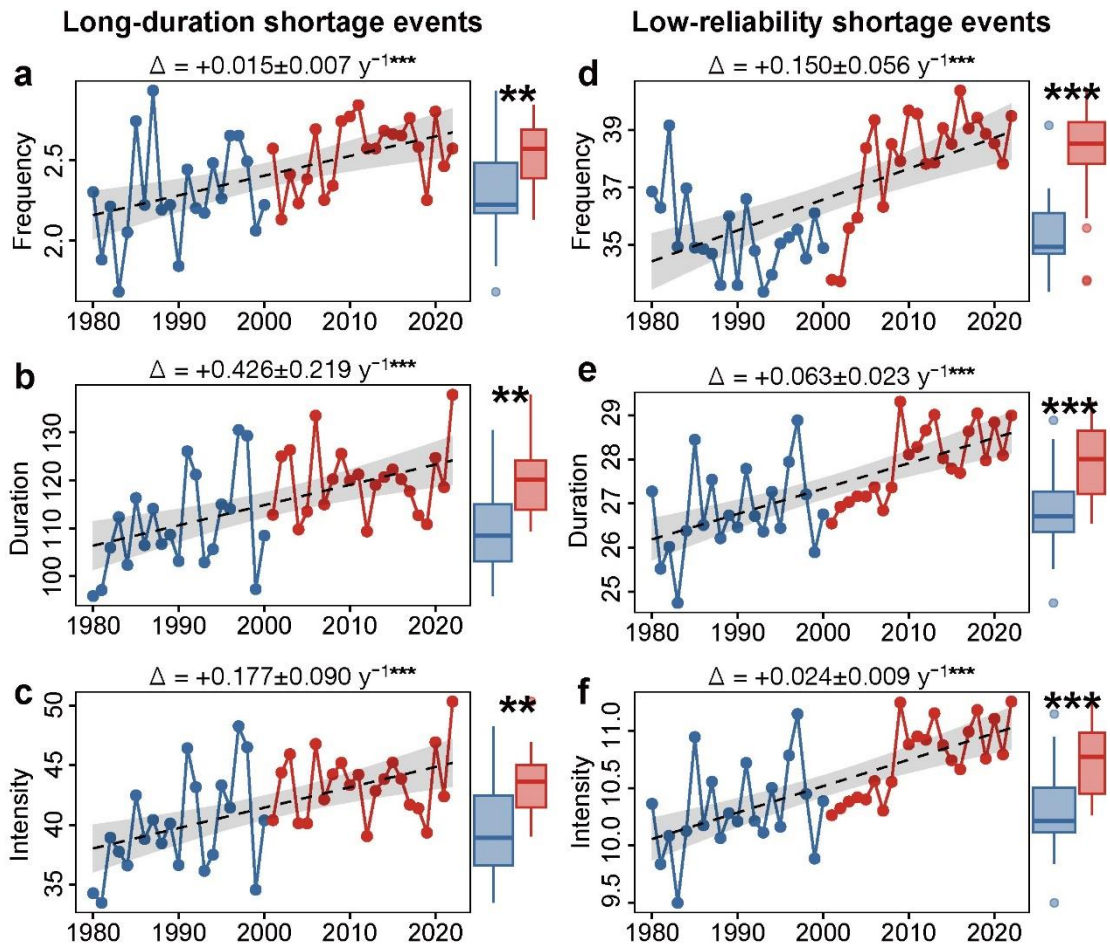 Long-duration shortage events
Low-reliability shortage events
a
Δ = +0.015±0.007 y⁻¹***
**
Frequency
2.5
2.0
1980 1990 2000 2010 2020
d
Δ = +0.150±0.056 y⁻¹***
***
Frequency
39
37
35
1980 1990 2000 2010 2020
b
Δ = +0.426±0.219 y⁻¹***
**
Duration
130
120
110
100
1980 1990 2000 2010 2020
e
Δ = +0.063±0.023 y⁻¹***
***
Duration
29
28
27
26
25
1980 1990 2000 2010 2020
c
Δ = +0.177±0.090 y⁻¹***
**
Intensity
50
45
40
35
1980 1990 2000 2010 2020
f
Δ = +0.024±0.009 y⁻¹***
***
Intensity
11.0
10.5
10.0
9.5
1980 1990 2000 2010 2020